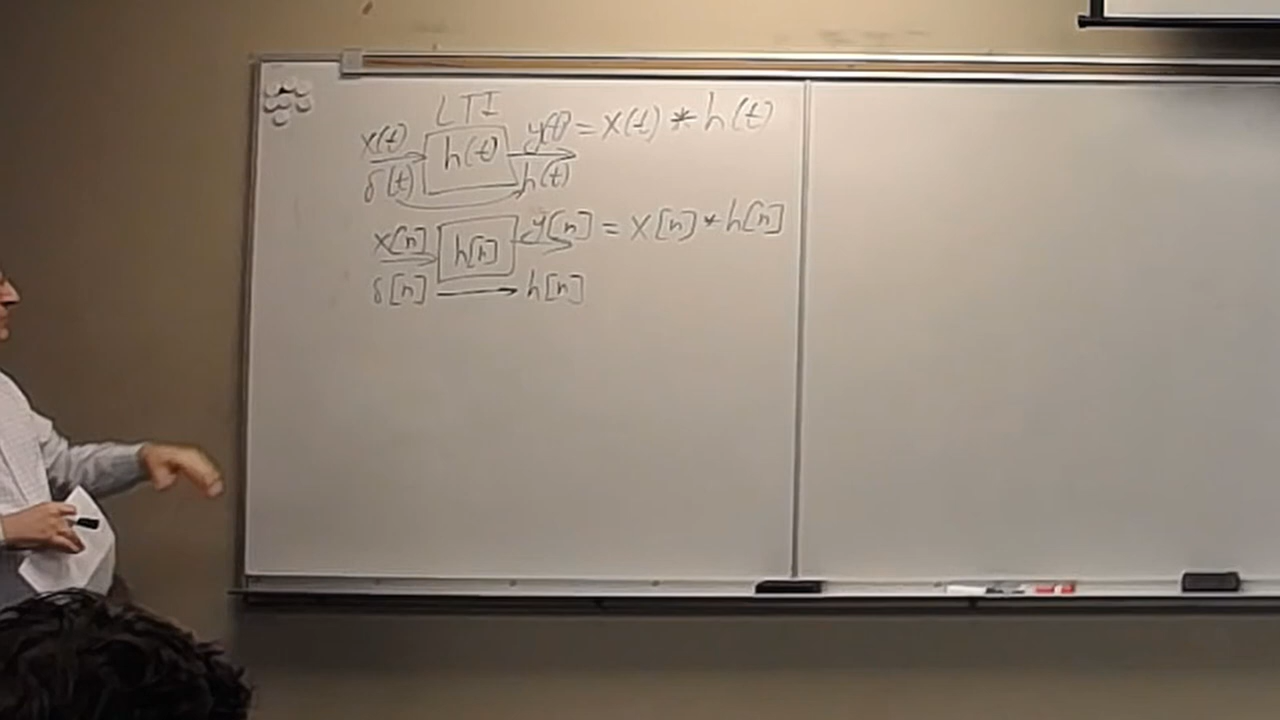 LTI
x(t) h(t) y(t) = x(t) * h(t)
δ(t) h(t)
x[n] h[n] y[n] = x[n] * h[n]
δ[n] → h[n]